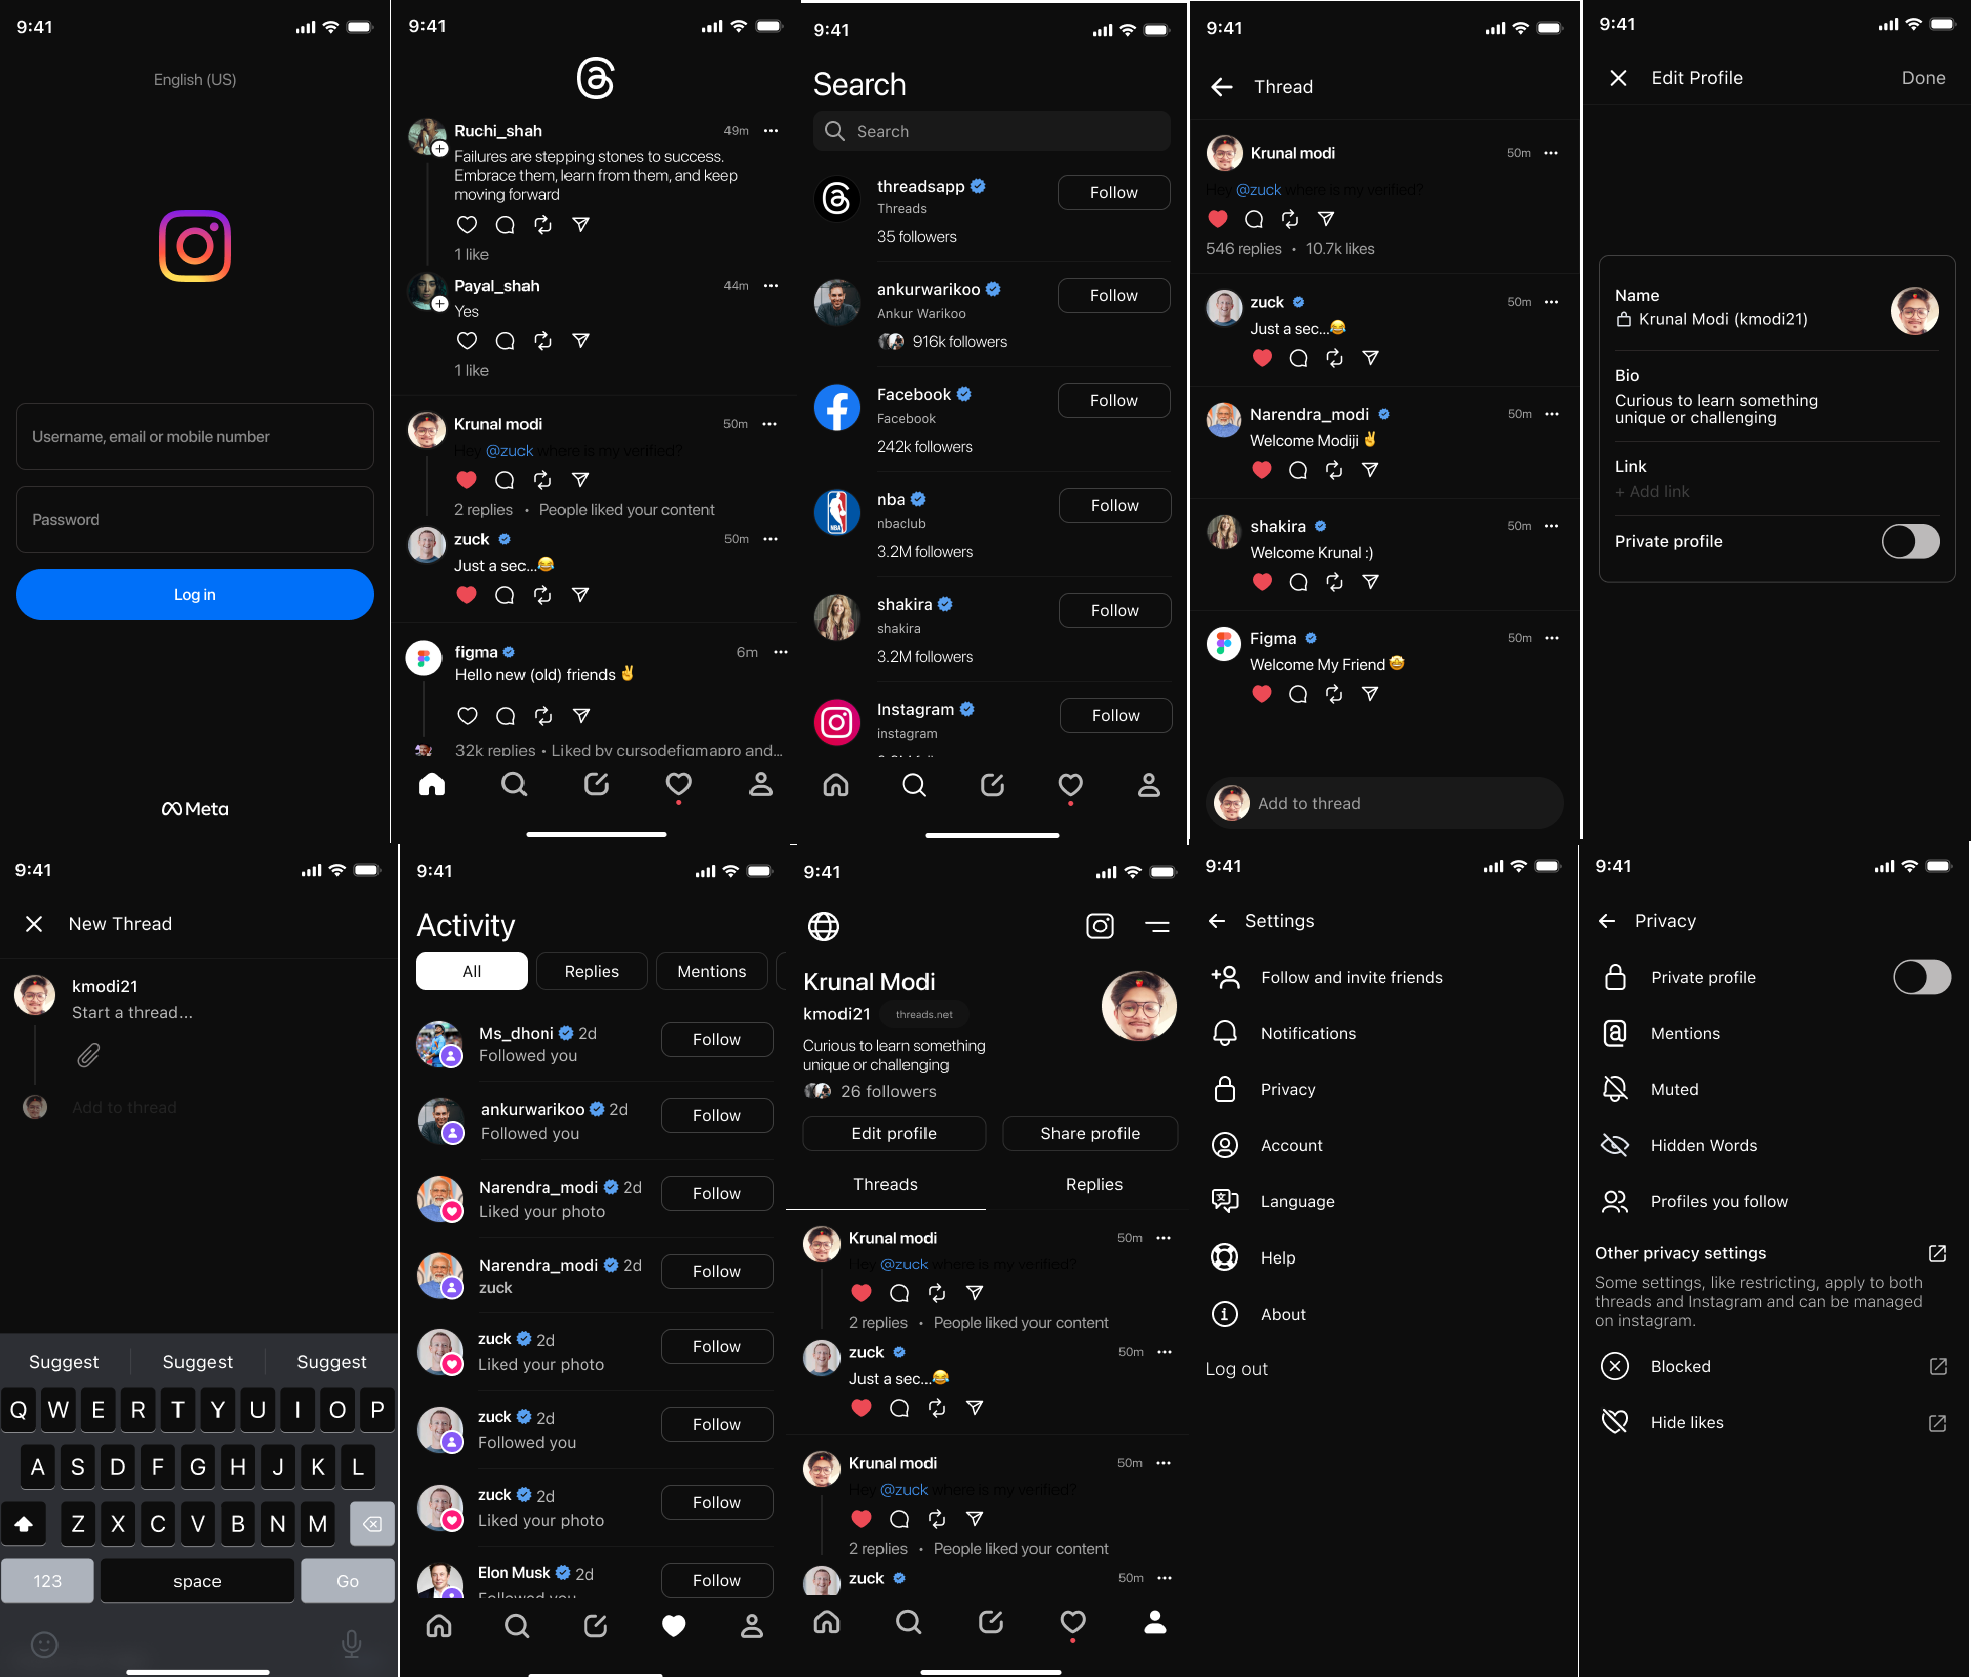 9:41
English (US)
Username, email or mobile number
Password
Log in
Meta
9:41
Ruchi_shah 49m
Failures are stepping stones to success.
Embrace them, learn from them, and keep
moving forward
1 like
Payal_shah 44m
Yes
1 like
Krunal modi 50m
Hey @zuck where is my verified?
2 replies • People liked your content
zuck 50m
Just a sec...😂
figma 6m
Hello new (old) friends ✌️
32k replies • Liked by cursodefigmapro and...
9:41
Search
Search
threadsapp Follow
Threads
35 followers
ankurwarikoo Follow
Ankur Warikoo
916k followers
Facebook Follow
Facebook
242k followers
nba Follow
nbaclub
3.2M followers
NBA
shakira Follow
shakira
3.2M followers
Instagram Follow
instagram
9:41
Thread
Krunal modi 50m
Hey @zuck where is my verified?
546 replies • 10.7k likes
zuck 50m
Just a sec...😂
Narendra_modi 50m
Welcome Modiji ✌️
shakira 50m
Welcome Krunal :)
Figma 50m
Welcome My Friend 🤩
Add to thread
9:41
Edit Profile Done
Name
Krunal Modi (kmodi21)
Bio
Curious to learn something
unique or challenging
Link
+ Add link
Private profile
9:41
New Thread
kmodi21
Start a thread...
Add to thread
Suggest Suggest Suggest
Q W E R T Y U I O P
A S D F G H J K L
Z X C V B N M
123 space Go
9:41
Activity
All Replies Mentions
Ms_dhoni 2d Follow
Followed you
ankurwarikoo 2d Follow
Followed you
Narendra_modi 2d Follow
Liked your photo
Narendra_modi 2d Follow
zuck
zuck 2d Follow
Liked your photo
zuck 2d Follow
Followed you
zuck 2d Follow
Liked your photo
Elon Musk 2d Follow
Followed you
9:41
Krunal Modi
kmodi21 threads.net
Curious to learn something
unique or challenging
26 followers
Edit profile Share profile
Threads Replies
Krunal modi 50m
Hey @zuck where is my verified?
2 replies • People liked your content
zuck 50m
Just a sec...😂
Krunal modi 50m
Hey @zuck where is my verified?
2 replies • People liked your content
zuck 50m
9:41
Settings
Follow and invite friends
Notifications
Privacy
Account
Language
Help
About
Log out
9:41
Privacy
Private profile
Mentions
Muted
Hidden Words
Profiles you follow
Other privacy settings
Some settings, like restricting, apply to both
threads and Instagram and can be managed
on instagram.
Blocked
Hide likes